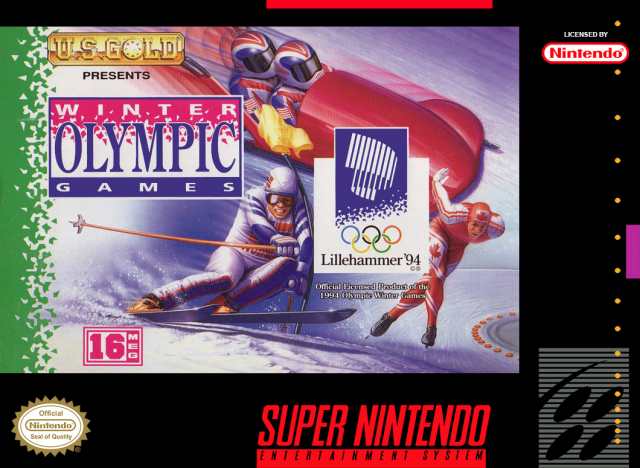 U.S. GOLD®
PRESENTS
WINTER
OLYMPIC
GAMES
LICENSED BY
Nintendo®
Lillehammer '94
©®
Official Licensed Product of the
1994 Olympic Winter Games
16 MEG
Official
Nintendo
Seal of Quality
®
SUPER NINTENDO
ENTERTAINMENT SYSTEM